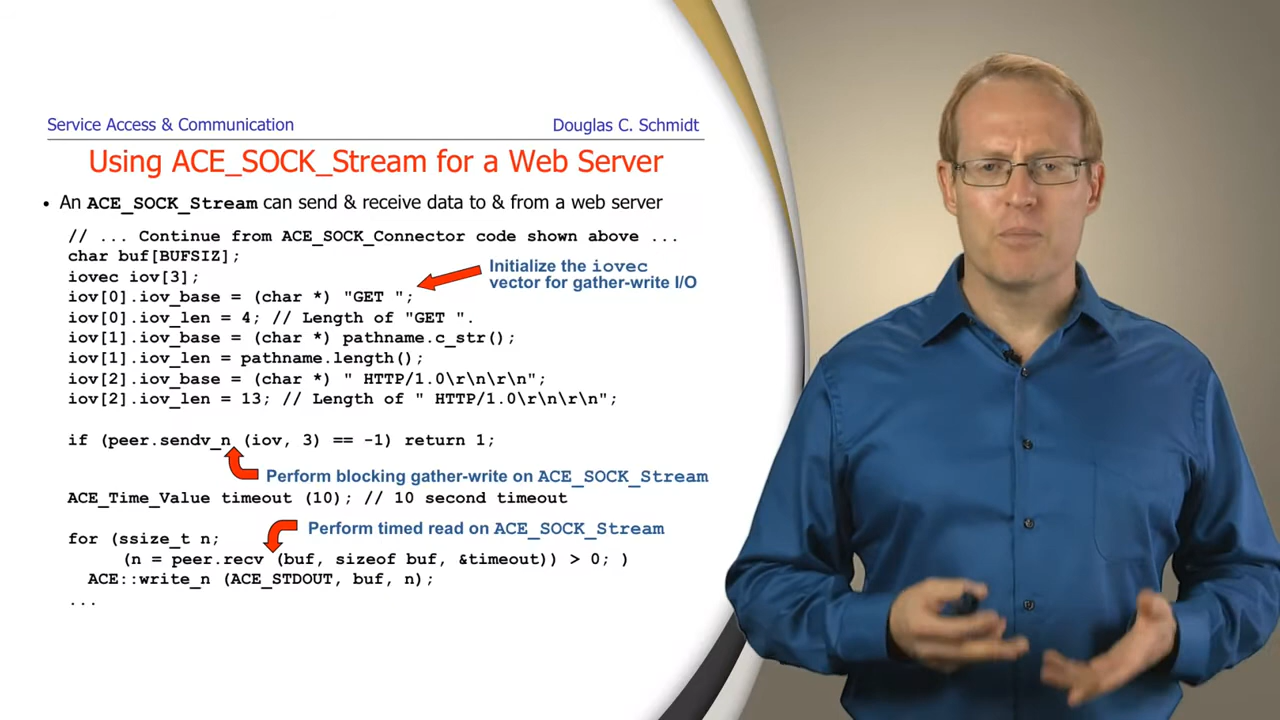 Service Access & Communication
Douglas C. Schmidt
Using ACE_SOCK_Stream for a Web Server
• An ACE_SOCK_Stream can send & receive data to & from a web server
// ... Continue from ACE_SOCK_Connector code shown above ...
char buf[BUFSIZ];
iovec iov[3];
Initialize the iovec
vector for gather-write I/O
iov[0].iov_base = (char *) "GET ";
iov[0].iov_len = 4; // Length of "GET ".
iov[1].iov_base = (char *) pathname.c_str();
iov[1].iov_len = pathname.length();
iov[2].iov_base = (char *) " HTTP/1.0\r\n\r\n";
iov[2].iov_len = 13; // Length of " HTTP/1.0\r\n\r\n";
if (peer.sendv_n (iov, 3) == -1) return 1;
Perform blocking gather-write on ACE_SOCK_Stream
ACE_Time_Value timeout (10); // 10 second timeout
Perform timed read on ACE_SOCK_Stream
for (ssize_t n;
(n = peer.recv (buf, sizeof buf, &timeout)) > 0; )
ACE::write_n (ACE_STDOUT, buf, n);
...